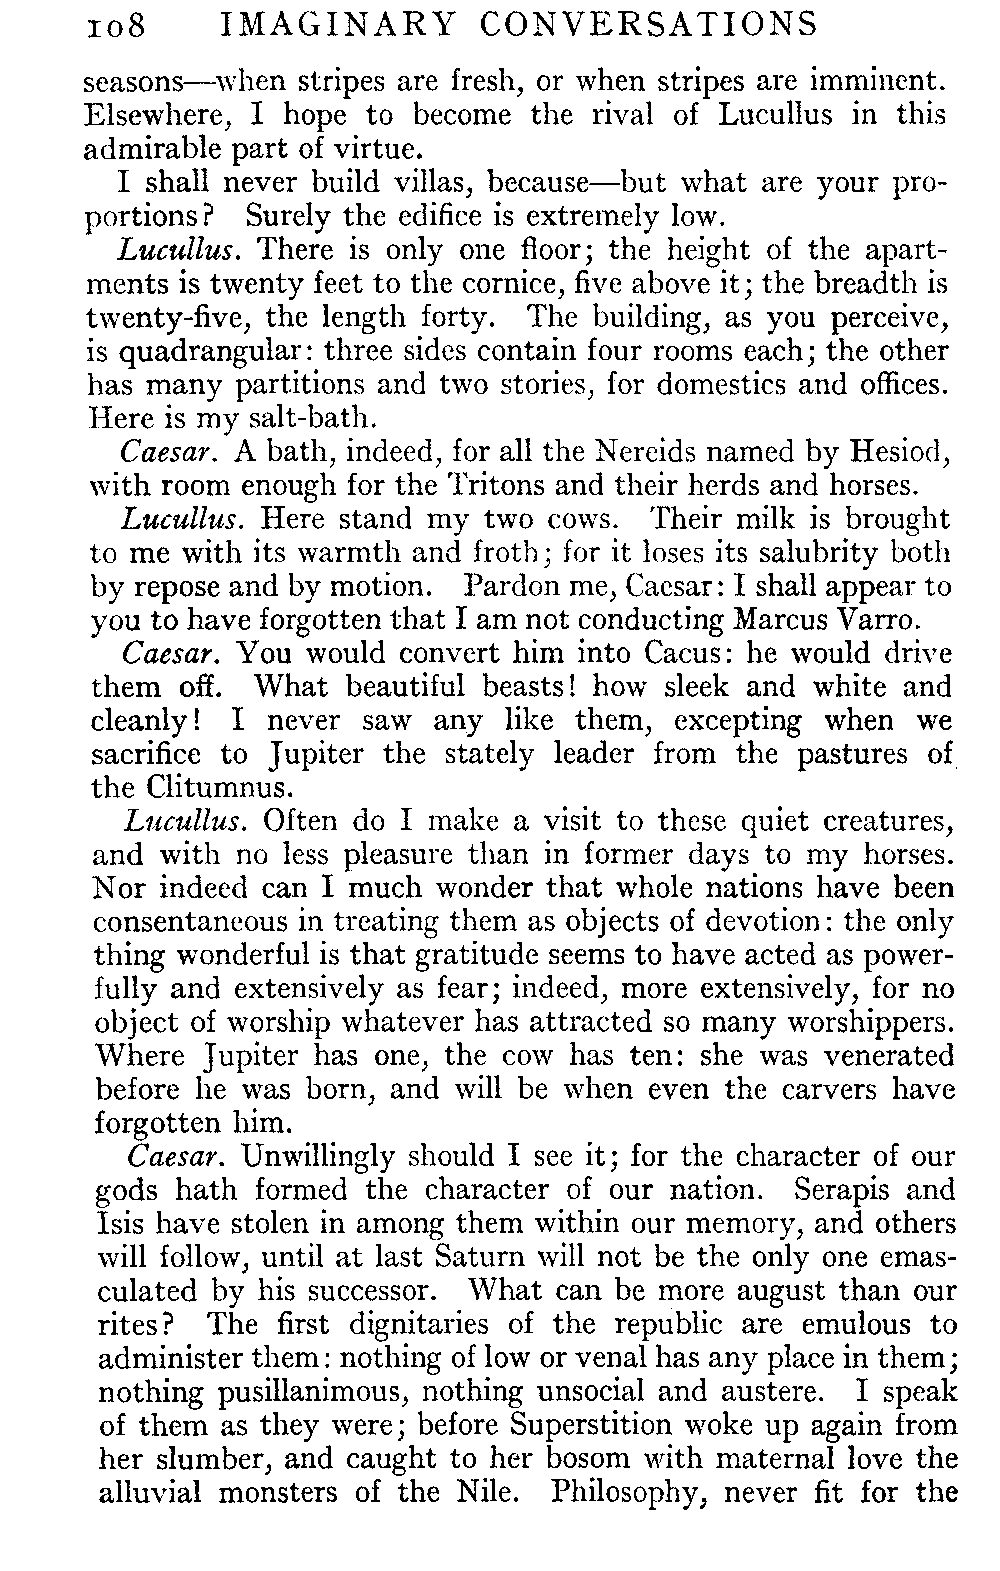 108 IMAGINARY CONVERSATIONS
seasons—when stripes are fresh, or when stripes are imminent.
Elsewhere, I hope to become the rival of Lucullus in this
admirable part of virtue.
I shall never build villas, because—but what are your pro-
portions? Surely the edifice is extremely low.
Lucullus. There is only one floor; the height of the apart-
ments is twenty feet to the cornice, five above it; the breadth is
twenty-five, the length forty. The building, as you perceive,
is quadrangular: three sides contain four rooms each; the other
has many partitions and two stories, for domestics and offices.
Here is my salt-bath.
Caesar. A bath, indeed, for all the Nereids named by Hesiod,
with room enough for the Tritons and their herds and horses.
Lucullus. Here stand my two cows. Their milk is brought
to me with its warmth and froth; for it loses its salubrity both
by repose and by motion. Pardon me, Caesar: I shall appear to
you to have forgotten that I am not conducting Marcus Varro.
Caesar. You would convert him into Cacus: he would drive
them off. What beautiful beasts! how sleek and white and
cleanly! I never saw any like them, excepting when we
sacrifice to Jupiter the stately leader from the pastures of
the Clitumnus.
Lucullus. Often do I make a visit to these quiet creatures,
and with no less pleasure than in former days to my horses.
Nor indeed can I much wonder that whole nations have been
consentaneous in treating them as objects of devotion: the only
thing wonderful is that gratitude seems to have acted as power-
fully and extensively as fear; indeed, more extensively, for no
object of worship whatever has attracted so many worshippers.
Where Jupiter has one, the cow has ten: she was venerated
before he was born, and will be when even the carvers have
forgotten him.
Caesar. Unwillingly should I see it; for the character of our
gods hath formed the character of our nation. Serapis and
Isis have stolen in among them within our memory, and others
will follow, until at last Saturn will not be the only one emas-
culated by his successor. What can be more august than our
rites? The first dignitaries of the republic are emulous to
administer them: nothing of low or venal has any place in them;
nothing pusillanimous, nothing unsocial and austere. I speak
of them as they were; before Superstition woke up again from
her slumber, and caught to her bosom with maternal love the
alluvial monsters of the Nile. Philosophy, never fit for the